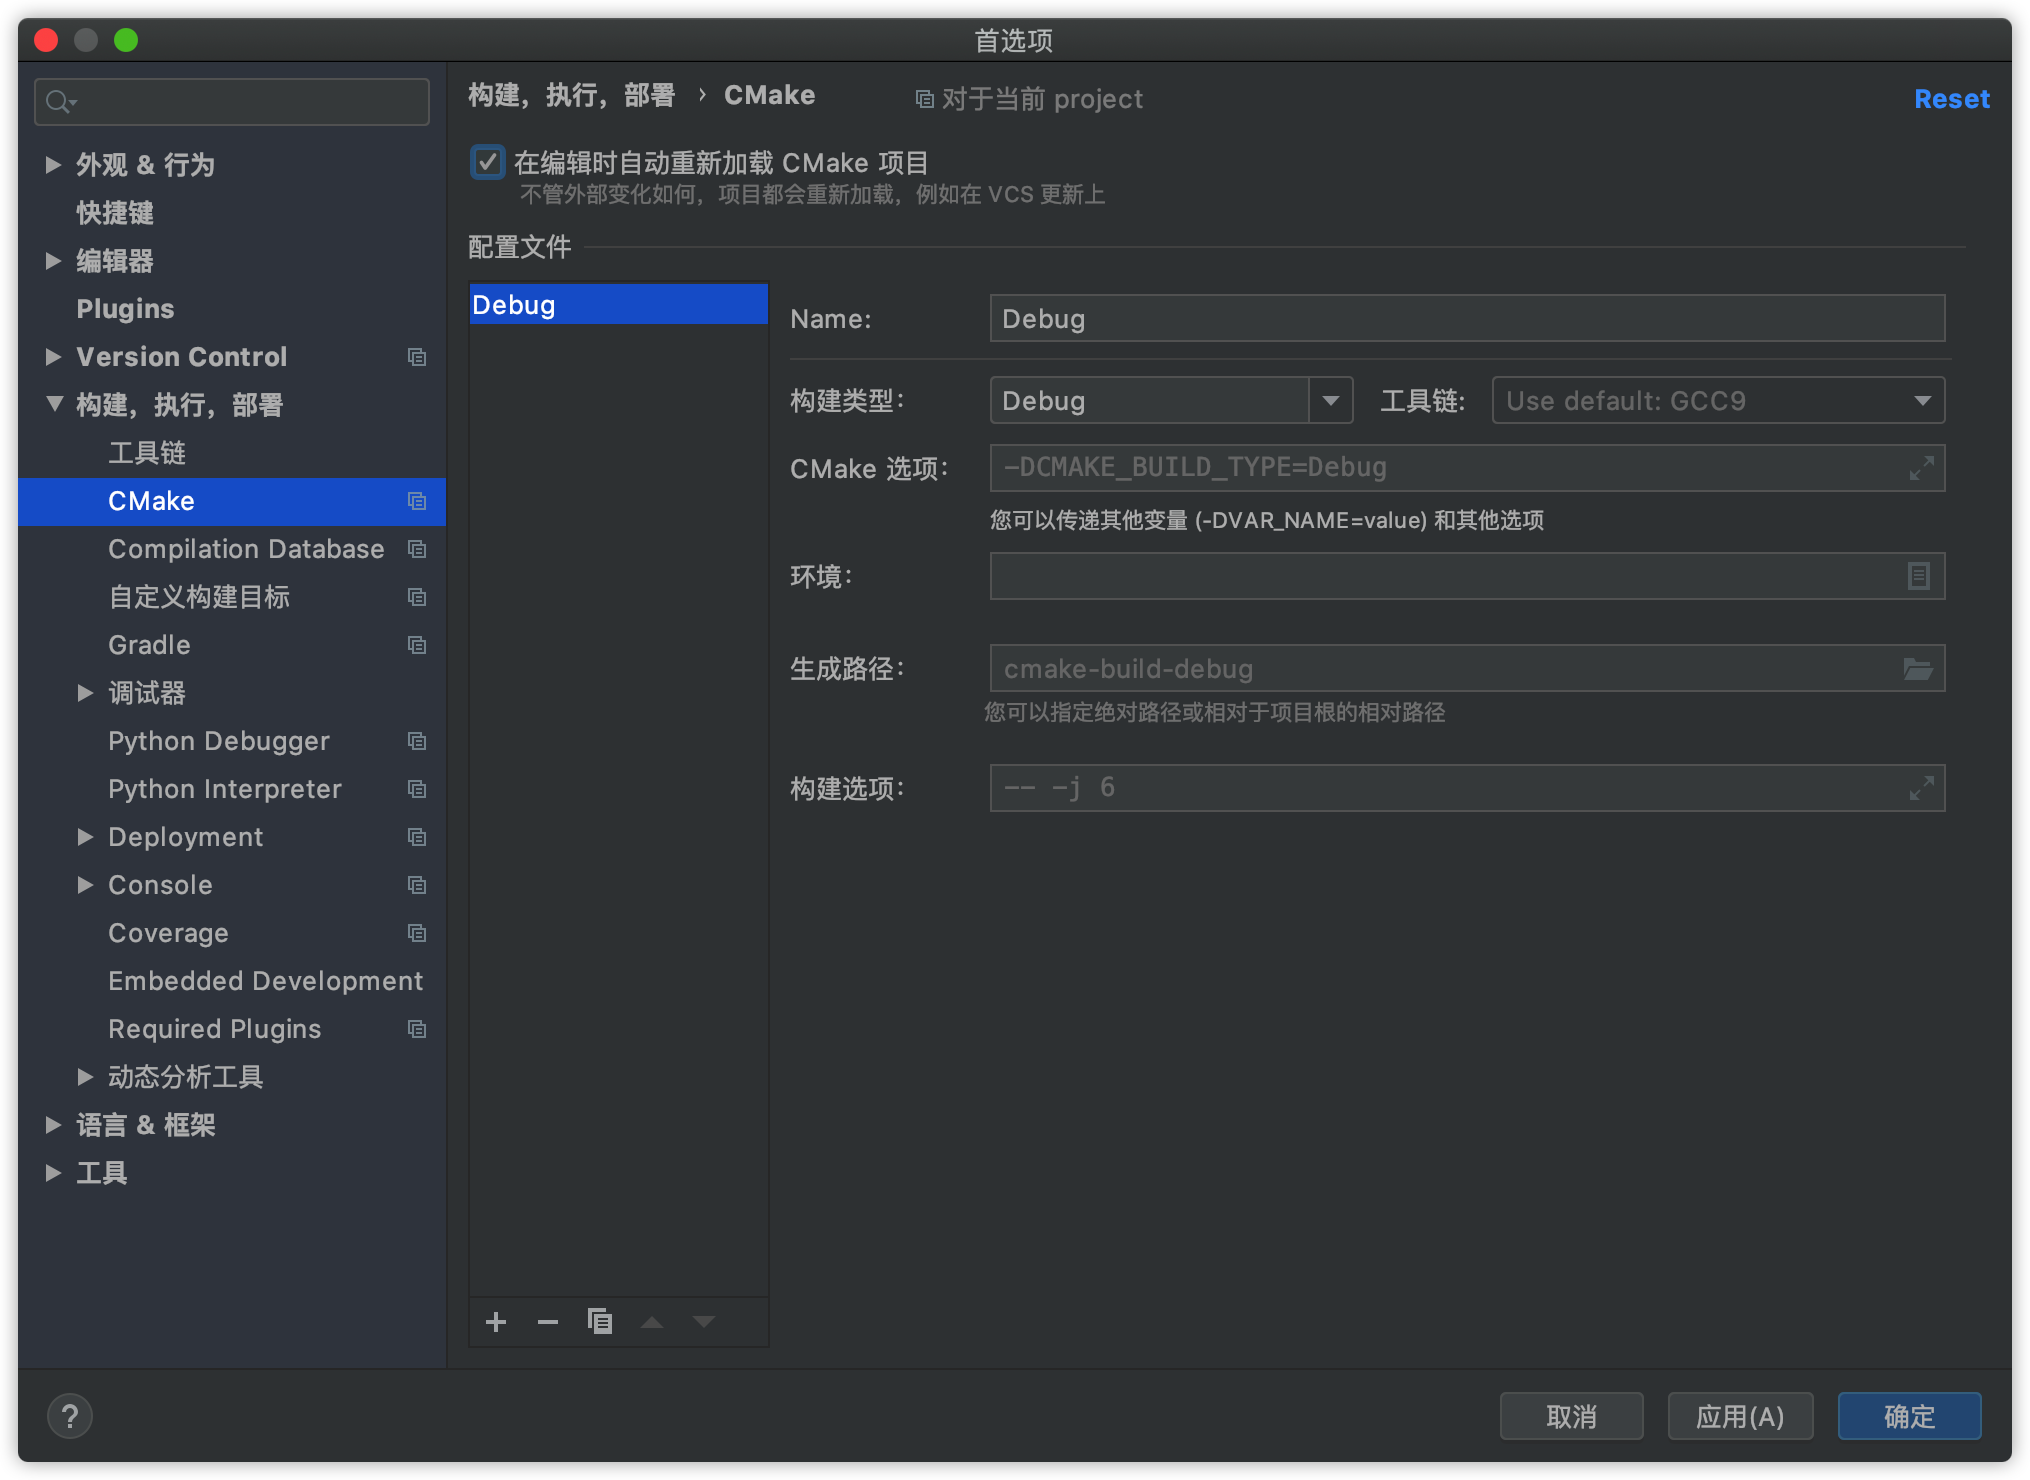 首选项
外观 & 行为
快捷键
编辑器
Plugins
Version Control
构建，执行，部署
工具链
CMake
Compilation Database
自定义构建目标
Gradle
调试器
Python Debugger
Python Interpreter
Deployment
Console
Coverage
Embedded Development
Required Plugins
动态分析工具
语言 & 框架
工具
构建，执行，部署 › CMake
对于当前 project
Reset
在编辑时自动重新加载 CMake 项目
不管外部变化如何，项目都会重新加载，例如在 VCS 更新上
配置文件
Debug
Name: Debug
构建类型： Debug 工具链： Use default: GCC9
CMake 选项： -DCMAKE_BUILD_TYPE=Debug
您可以传递其他变量 (-DVAR_NAME=value) 和其他选项
环境：
生成路径： cmake-build-debug
您可以指定绝对路径或相对于项目根的相对路径
构建选项： -- -j 6
?
取消 应用(A) 确定